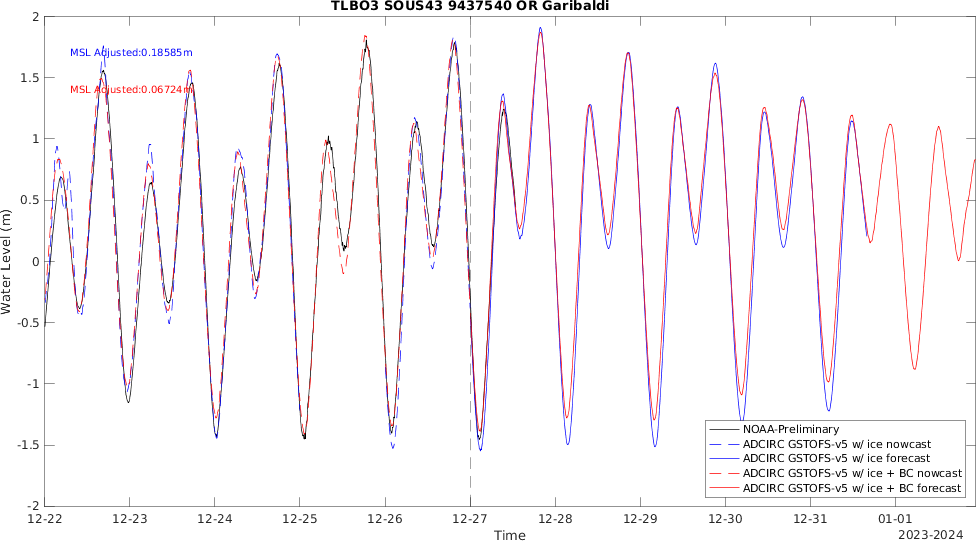 TLBO3 SOUS43 9437540 OR Garibaldi
2
1.5
1
0.5
0
-0.5
-1
-1.5
-2
Water Level (m)
MSL Adjusted:0.18585m
MSL Adjusted:0.06724m
NOAA-Preliminary
ADCIRC GSTOFS-v5 w/ ice nowcast
ADCIRC GSTOFS-v5 w/ ice forecast
ADCIRC GSTOFS-v5 w/ ice + BC nowcast
ADCIRC GSTOFS-v5 w/ ice + BC forecast
12-22 12-23 12-24 12-25 12-26 12-27 12-28 12-29 12-30 12-31 01-01
Time
2023-2024